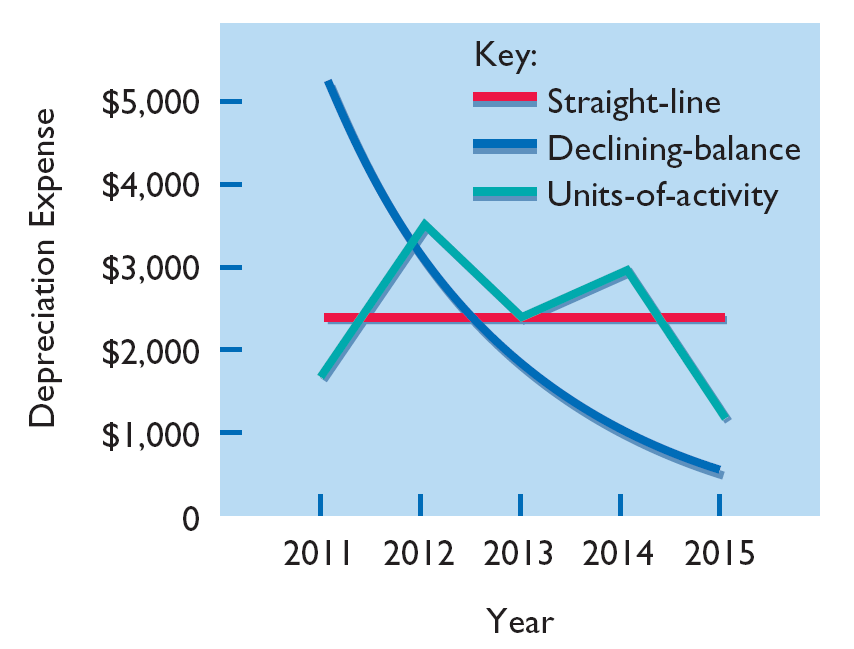 Key:
Straight-line
Declining-balance
Units-of-activity
Depreciation Expense
$5,000
$4,000
$3,000
$2,000
$1,000
0
2011 2012 2013 2014 2015
Year